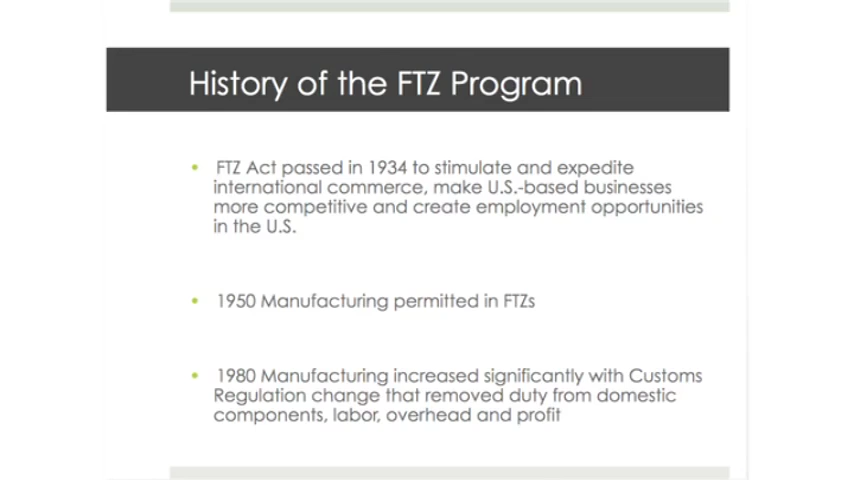 History of the FTZ Program
• FTZ Act passed in 1934 to stimulate and expedite
international commerce, make U.S.-based businesses
more competitive and create employment opportunities
in the U.S.
• 1950 Manufacturing permitted in FTZs
• 1980 Manufacturing increased significantly with Customs
Regulation change that removed duty from domestic
components, labor, overhead and profit